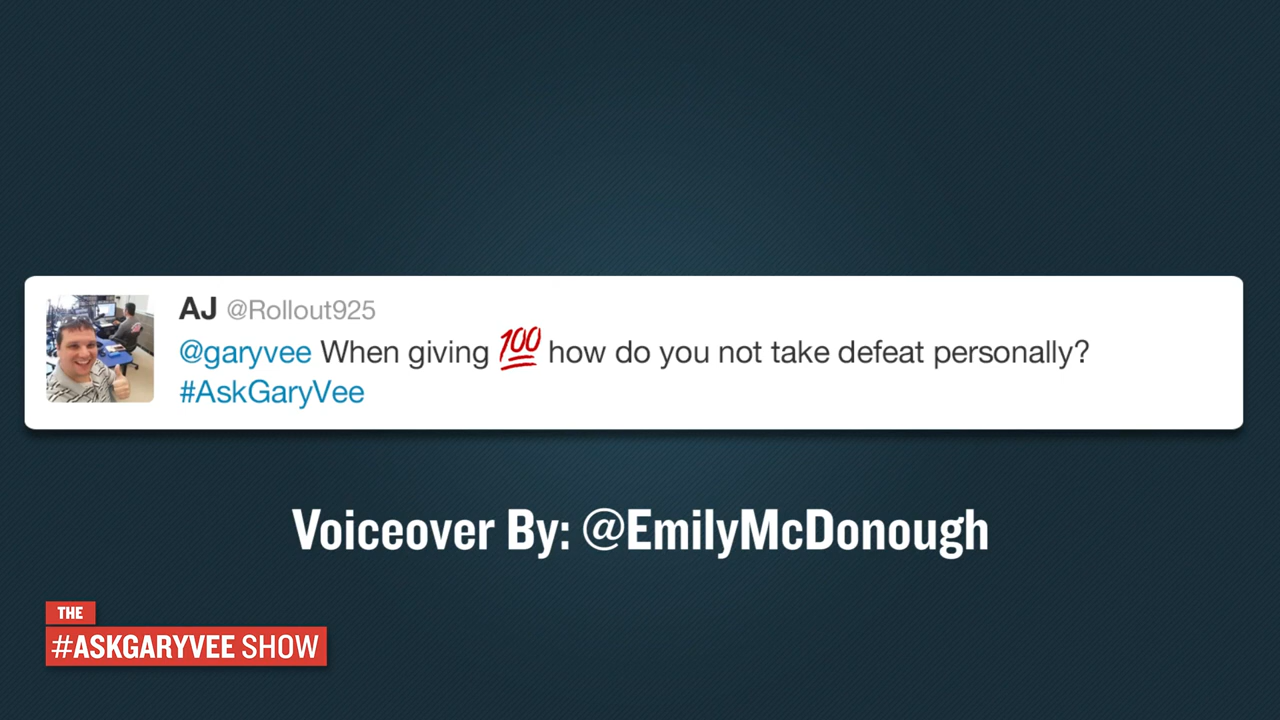 AJ @Rollout925
@garyvee When giving 💯 how do you not take defeat personally?
#AskGaryVee
Voiceover By: @EmilyMcDonough
THE
#ASKGARYVEE SHOW